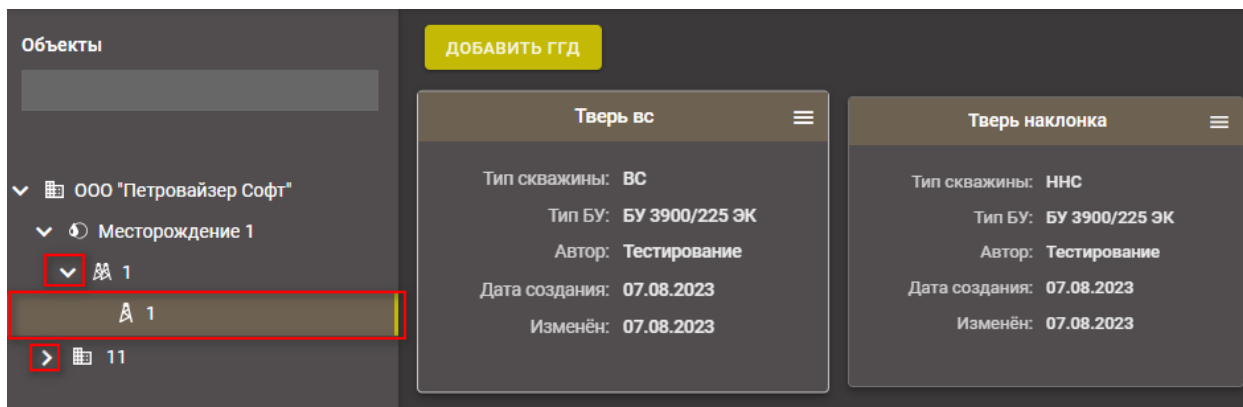 Объекты
ООО "Петровайзер Софт"
Месторождение 1
1
1
11
ДОБАВИТЬ ГГД
Тверь вс
Тип скважины: ВС
Тип БУ: БУ 3900/225 ЭК
Автор: Тестирование
Дата создания: 07.08.2023
Изменён: 07.08.2023
Тверь наклонка
Тип скважины: ННС
Тип БУ: БУ 3900/225 ЭК
Автор: Тестирование
Дата создания: 07.08.2023
Изменён: 07.08.2023